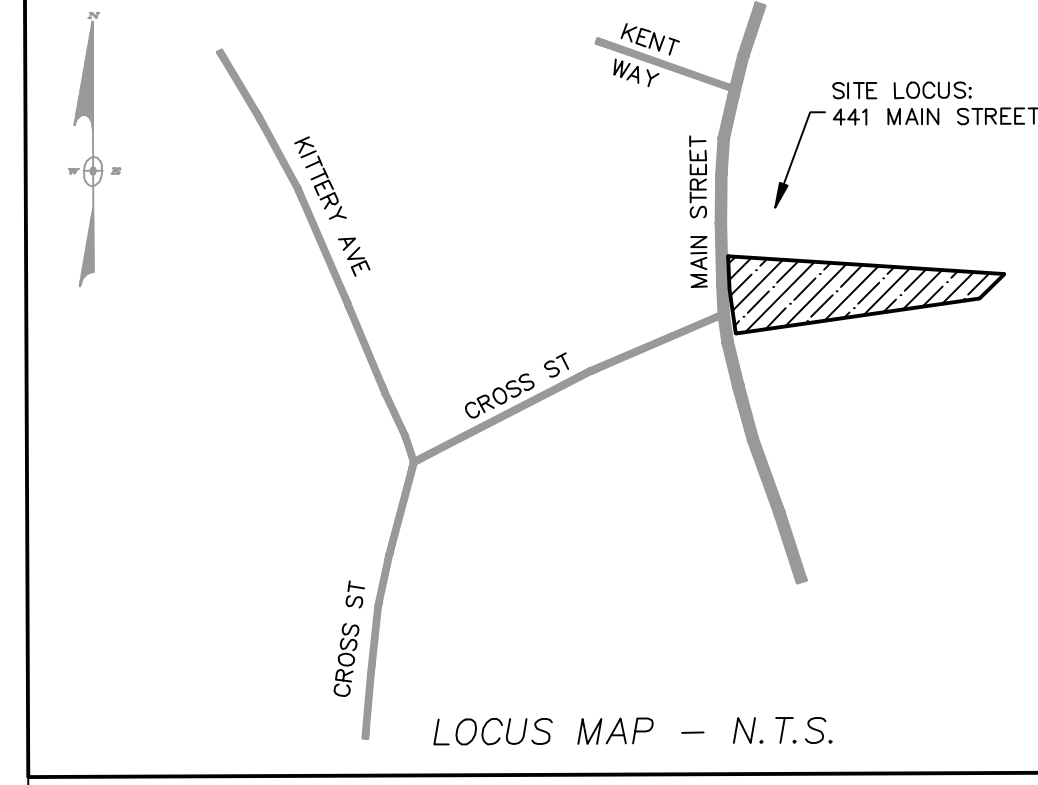 N
W E
KENT
WAY
SITE LOCUS:
441 MAIN STREET
KITTERY AVE
MAIN STREET
CROSS ST
CROSS ST
LOCUS MAP – N.T.S.